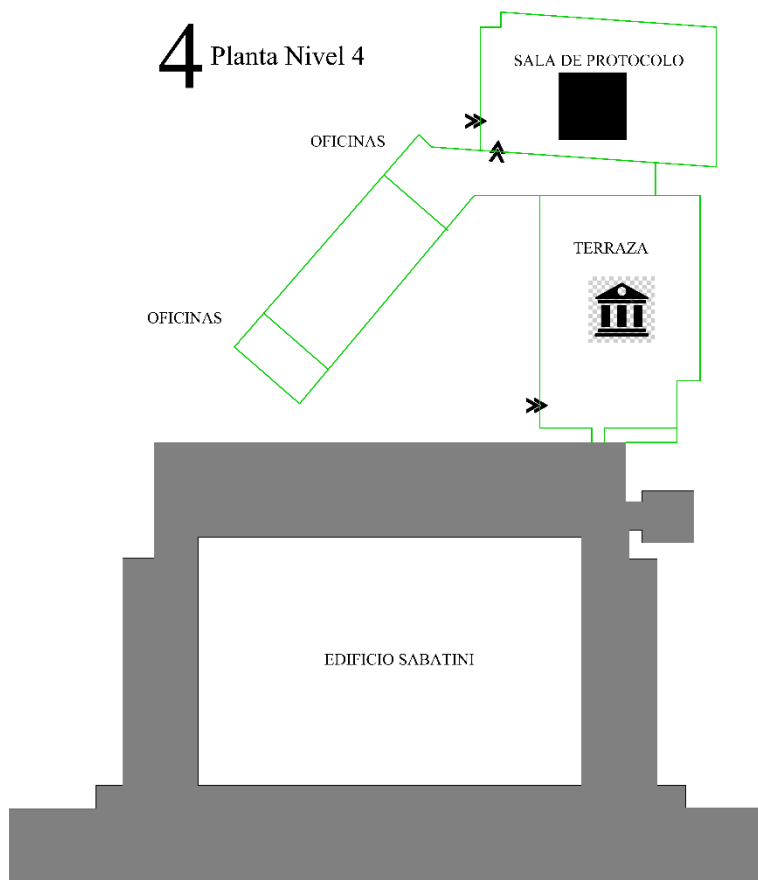 4 Planta Nivel 4
SALA DE PROTOCOLO
OFICINAS
TERRAZA
OFICINAS
EDIFICIO SABATINI